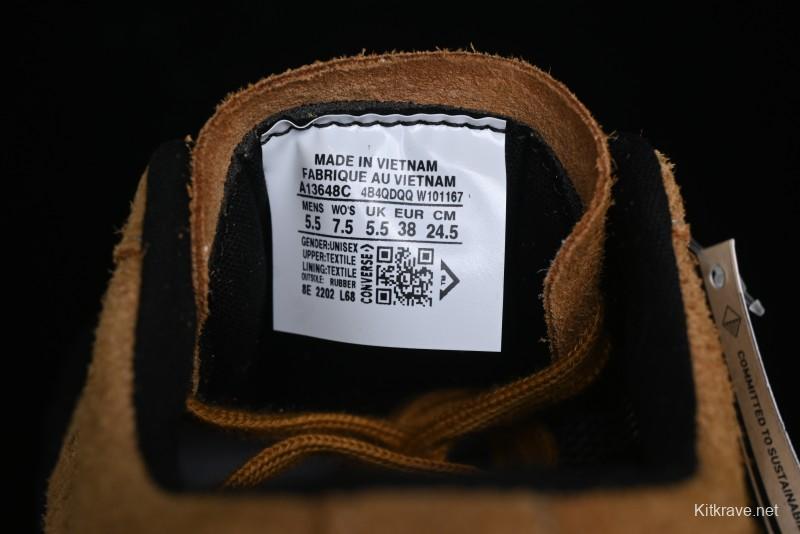 MADE IN VIETNAM
FABRIQUE AU VIETNAM
A13648C 4B4QDQQ W101167
MENS WO'S UK EUR CM
5.5 7.5 5.5 38 24.5
GENDER:UNISEX
UPPER:TEXTILE
LINING:TEXTILE
OUTSOLE: RUBBER
8E 2202 L68
CONVERSE
TM
COMMITTED TO SUSTAINAB
Kitkrave.net